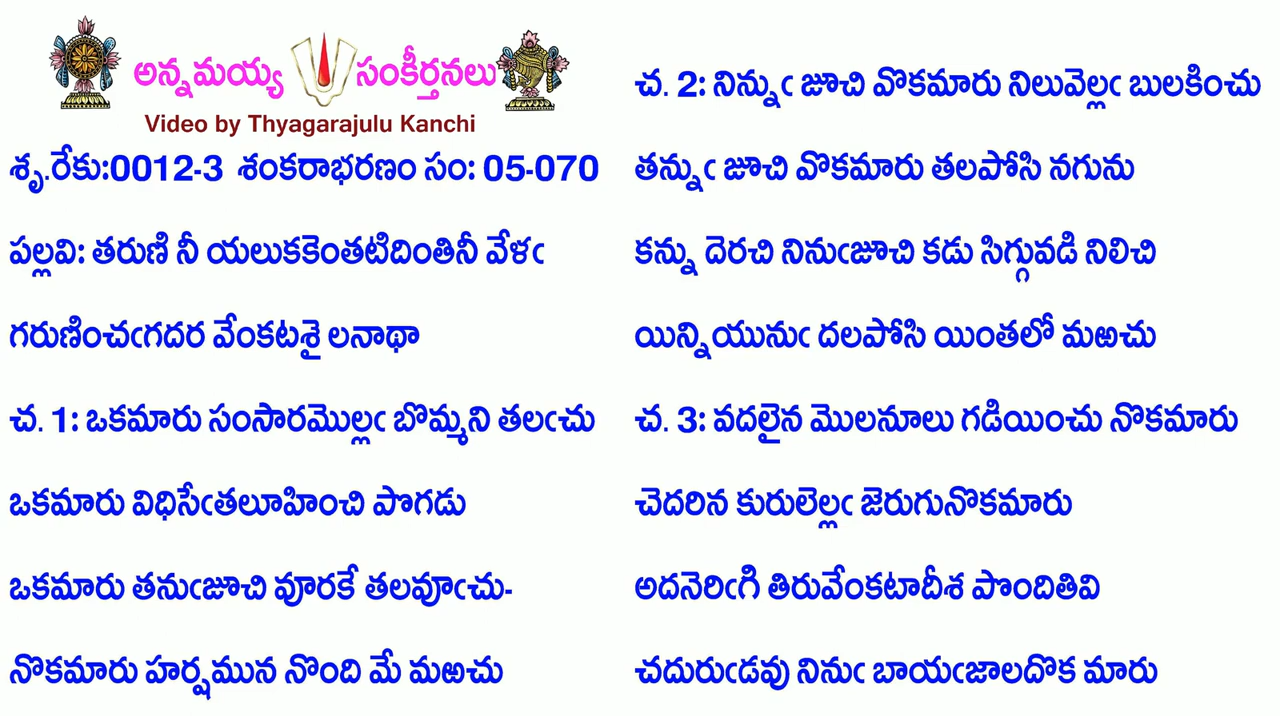 అన్నమయ్య సంకీర్తనలు
Video by Thyagarajulu Kanchi
శృ.రేకు:0012-3 శంకరాభరణం సం: 05-070
పల్లవి: తరుణి నీ యలుకకెంతటిదింతినీ వేళఁ
గరుణించఁగదర వేంకటశై లనాథా
చ. 1: ఒకమారు సంసారమొల్లఁ బొమ్మని తలఁచు
ఒకమారు విధిసేఁతలూహించి పొగడు
ఒకమారు తనుఁజూచి వూరకే తలవూఁచు-
నొకమారు హర్షమున నొంది మే మఱచు
చ. 2: నిన్నుఁ జూచి వొకమారు నిలువెల్లఁ బులకించు
తన్నుఁ జూచి వొకమారు తలపోసి నగును
కన్ను దెరచి నినుఁజూచి కడు సిగ్గువడి నిలిచి
యిన్నియునుఁ దలపోసి యింతలో మఱచు
చ. 3: వదలైన మొలనూలు గడియించు నొకమారు
చెదరిన కురులెల్లఁ జెరుగునొకమారు
అదనెరిఁగి తిరువేంకటాదీశ పొందితివి
చదురుఁడవు నినుఁ బాయఁజాలదొక మారు